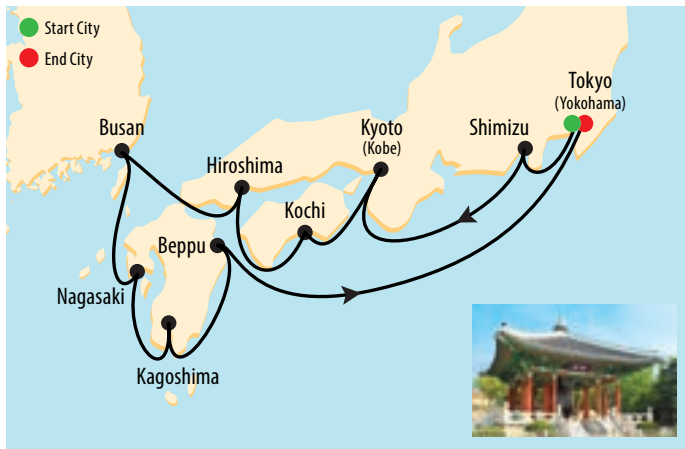 Start City
End City
Tokyo
(Yokohama)
Busan
Kyoto
(Kobe)
Shimizu
Hiroshima
Kochi
Beppu
Nagasaki
Kagoshima